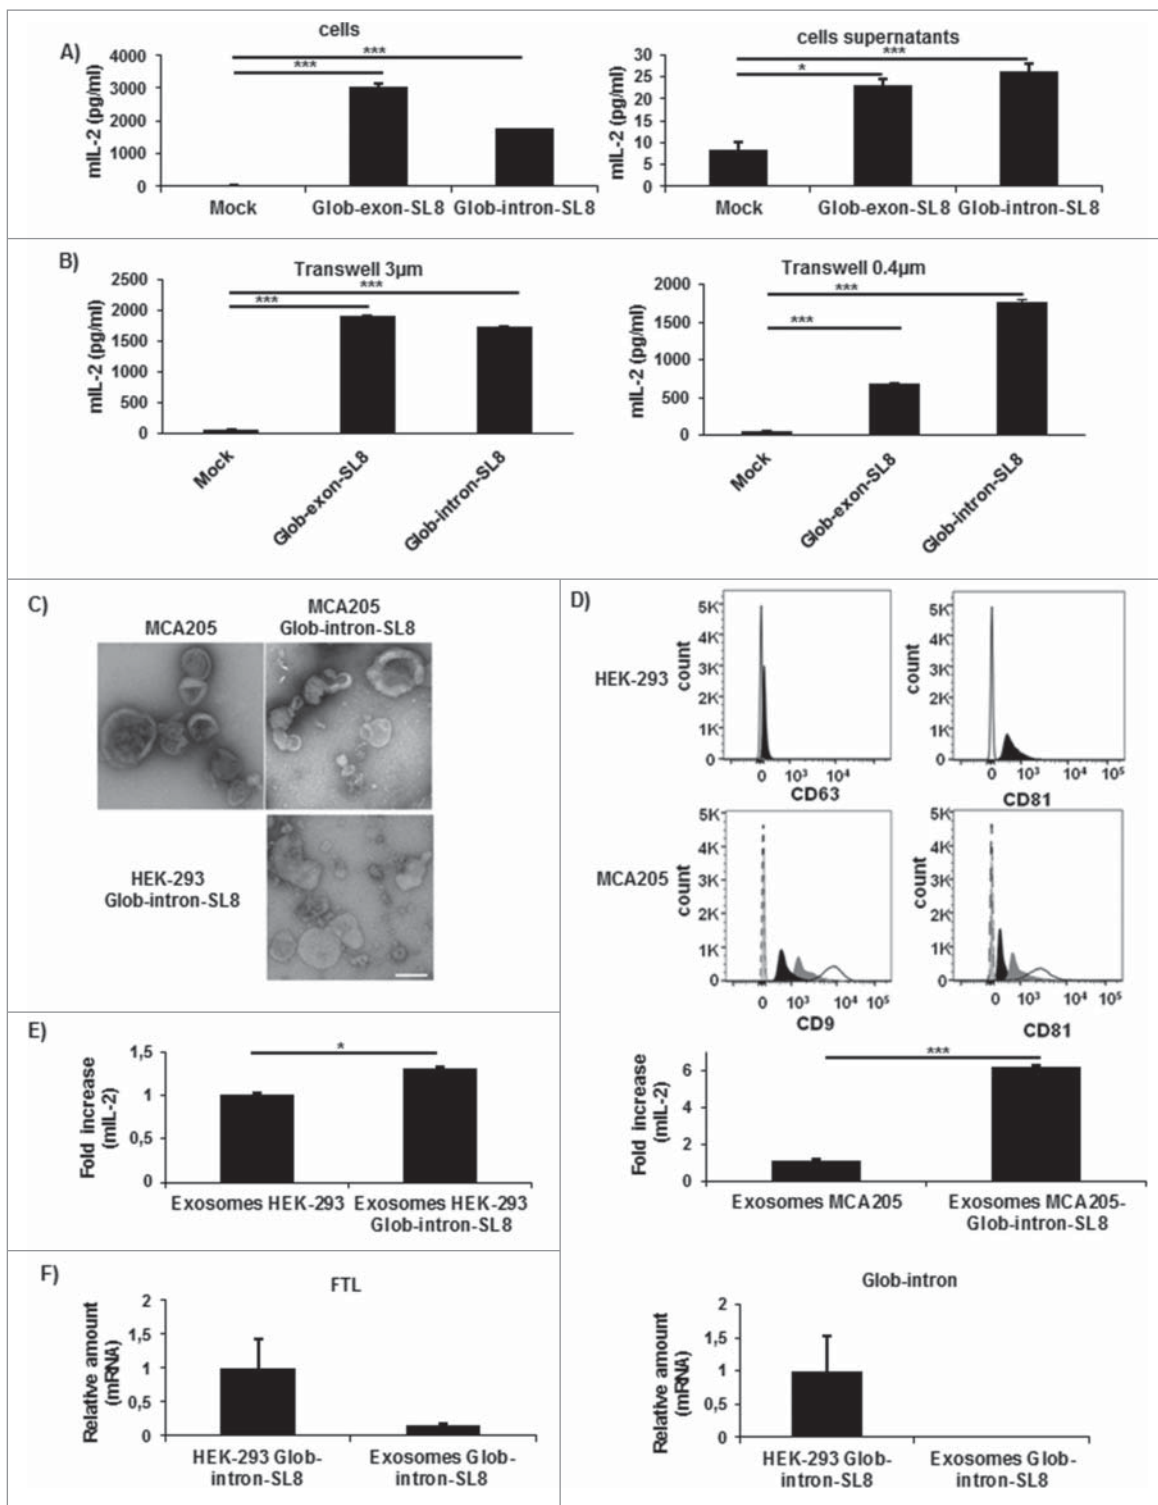 A)
cells
4000
3000
2000
1000
0
mIL-2 (pg/ml)
***
***
Mock
Glob-exon-SL8
Glob-intron-SL8
cells supernatants
30
25
20
15
10
5
0
mIL-2 (pg/ml)
***
*
Mock
Glob-exon-SL8
Glob-intron-SL8
B)
Transwell 3µm
2500
2000
1500
1000
500
0
mIL-2 (pg/ml)
***
***
Mock
Glob-exon-SL8
Glob-intron-SL8
Transwell 0.4µm
2000
1500
1000
500
0
mIL-2 (pg/ml)
***
***
Mock
Glob-exon-SL8
Glob-intron-SL8
C)
MCA205
MCA205
Glob-intron-SL8
HEK-293
Glob-intron-SL8
D)
HEK-293
count
5K
4K
3K
2K
1K
0
0 10³ 10⁴
CD63
count
5K
4K
3K
2K
1K
0
0 10³ 10⁴ 10⁵
CD81
MCA205
count
5K
4K
3K
2K
1K
0
0 10³ 10⁴ 10⁵
CD9
count
5K
4K
3K
2K
1K
0
0 10³ 10⁴ 10⁵
CD81
E)
Fold increase
(mIL-2)
1,5
1
0,5
0
*
Exosomes HEK-293
Exosomes HEK-293
Glob-intron-SL8
Fold increase
(mIL-2)
6
4
2
0
***
Exosomes MCA205
Exosomes MCA205-
Glob-intron-SL8
F)
FTL
Relative amount
(mRNA)
2
1,5
1
0,5
0
HEK-293 Glob-
intron-SL8
Exosomes Glob-
intron-SL8
Glob-intron
Relative amount
(mRNA)
2
1,5
1
0,5
0
HEK-293 Glob-
intron-SL8
Exosomes Glob-
intron-SL8